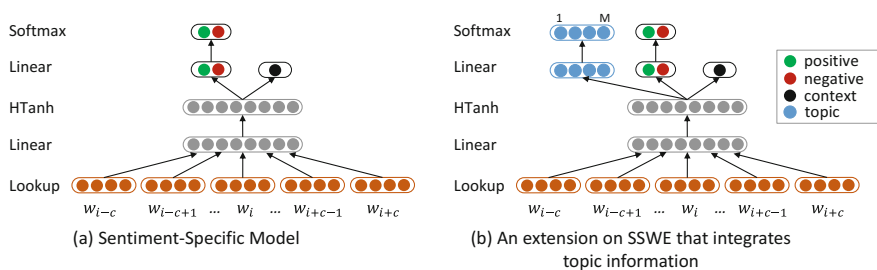 Softmax
Linear
HTanh
Linear
Lookup
w_{i−c} w_{i−c+1} ... w_i ... w_{i+c−1} w_{i+c}
(a) Sentiment-Specific Model
1 M
Softmax
Linear
HTanh
Linear
Lookup
w_{i−c} w_{i−c+1} ... w_i ... w_{i+c−1} w_{i+c}
(b) An extension on SSWE that integrates
topic information
positive
negative
context
topic